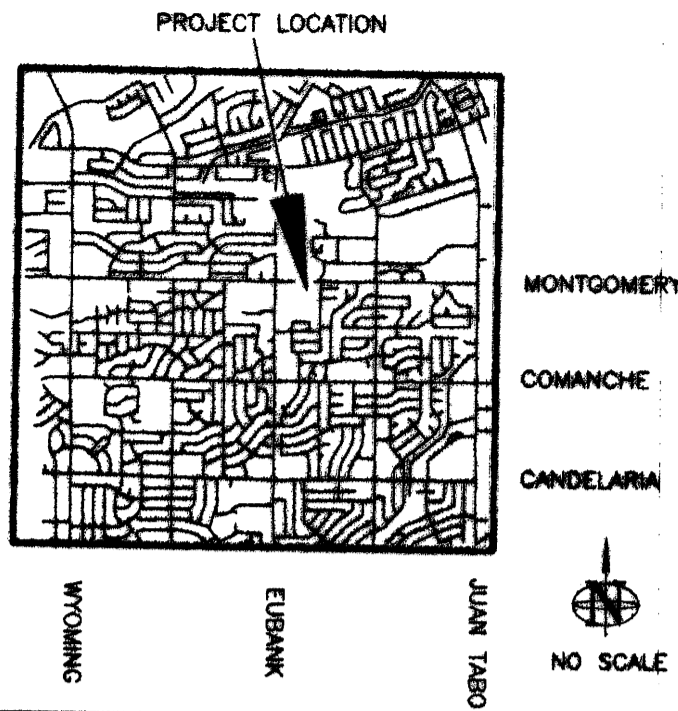 PROJECT LOCATION
MONTGOMERY
COMANCHE
CANDELARIA
WYOMING
EUBANK
JUAN TABO
N
NO SCALE